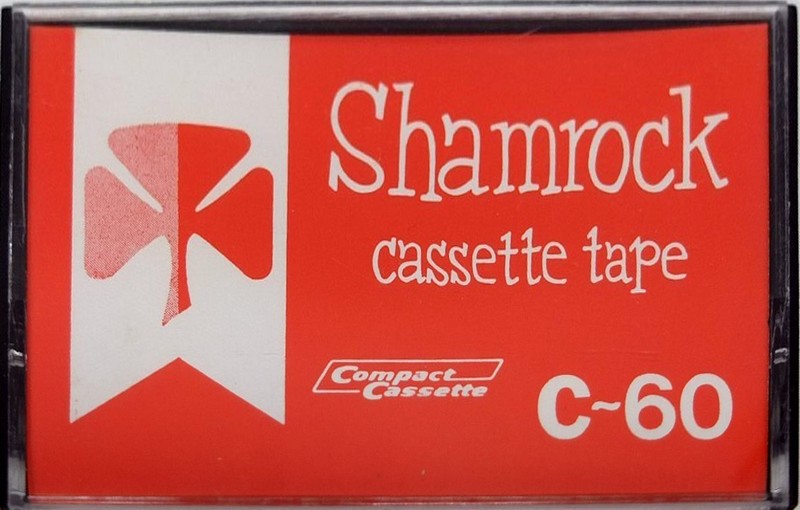 Shamrock
cassette tape
Compact
Cassette
C~60